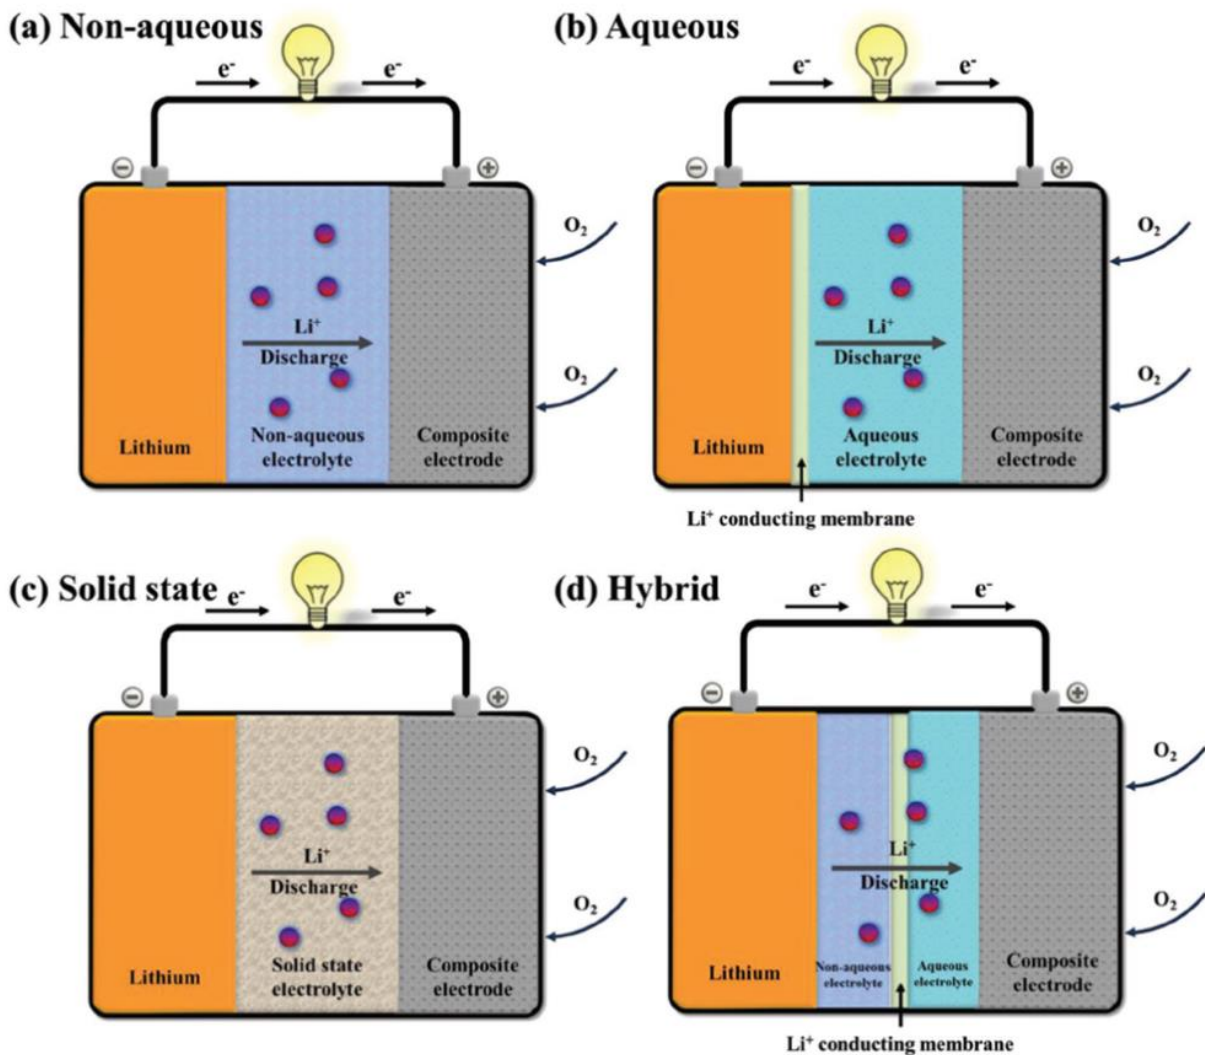 (a) Non-aqueous
e⁻ e⁻
⊖ ⊕
O₂
Li⁺
Discharge
O₂
Lithium
Non-aqueous
electrolyte
Composite
electrode
(b) Aqueous
e⁻ e⁻
⊖ ⊕
O₂
Li⁺
Discharge
O₂
Lithium
Aqueous
electrolyte
Composite
electrode
Li⁺ conducting membrane
(c) Solid state
e⁻ e⁻
⊖ ⊕
O₂
Li⁺
Discharge
O₂
Lithium
Solid state
electrolyte
Composite
electrode
(d) Hybrid
e⁻ e⁻
⊖ ⊕
O₂
Li⁺
Discharge
O₂
Lithium
Non-aqueous
electrolyte
Aqueous
electrolyte
Composite
electrode
Li⁺ conducting membrane